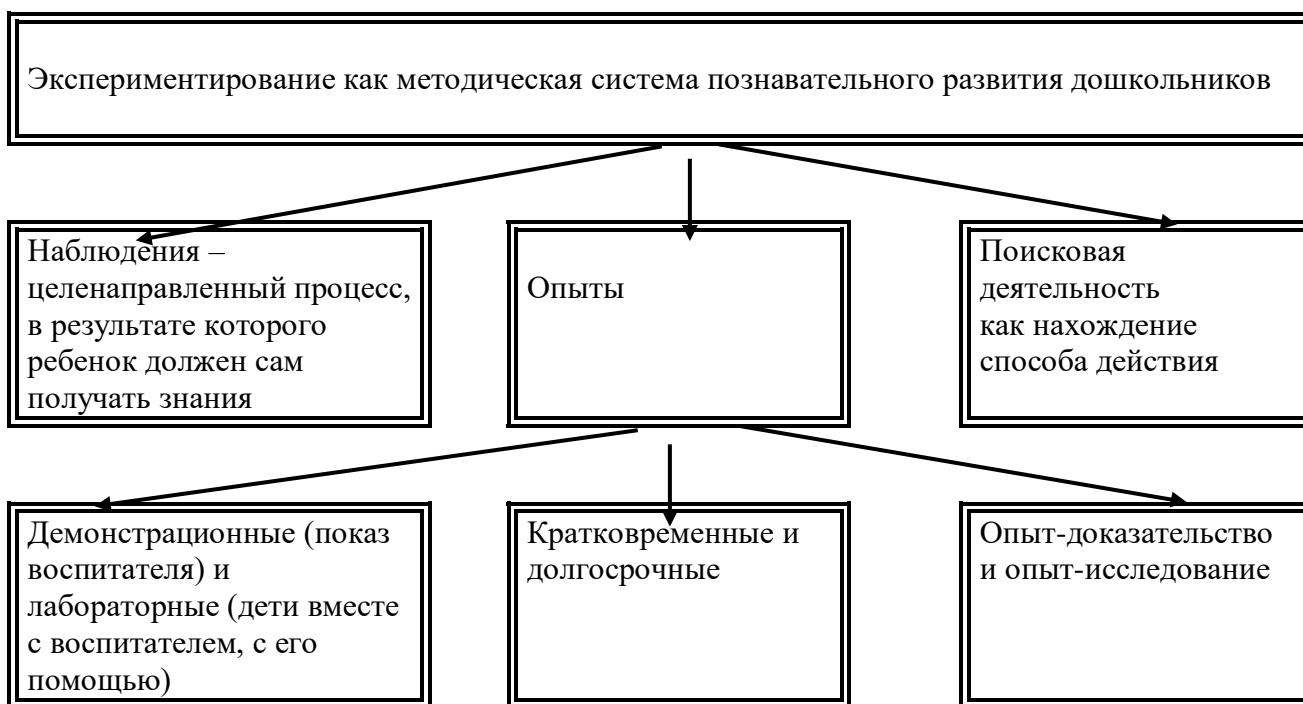 Экспериментирование как методическая система познавательного развития дошкольников
Наблюдения –
целенаправленный процесс,
в результате которого
ребенок должен сам
получать знания
Опыты
Поисковая
деятельность
как нахождение
способа действия
Демонстрационные (показ
воспитателя) и
лабораторные (дети вместе
с воспитателем, с его
помощью)
Кратковременные и
долгосрочные
Опыт-доказательство
и опыт-исследование